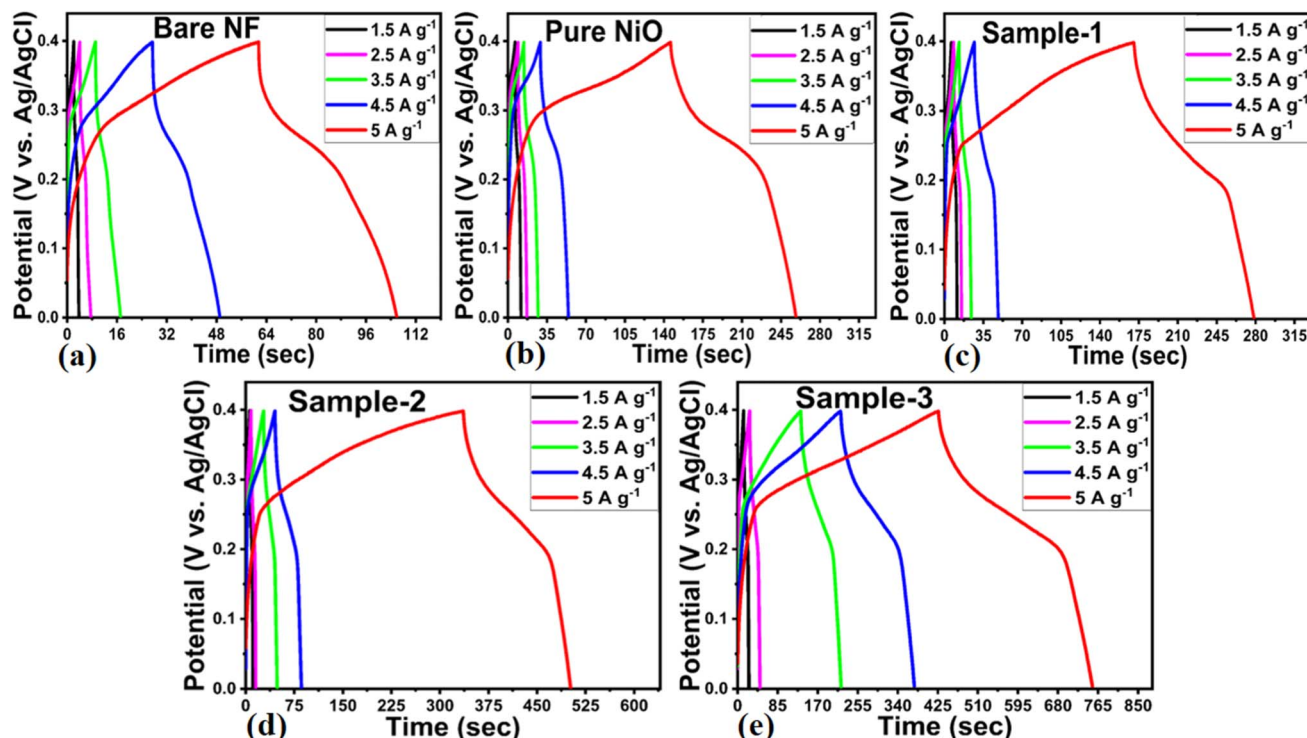 Bare NF
1.5 A g-1
2.5 A g-1
3.5 A g-1
4.5 A g-1
5 A g-1
Potential (V vs. Ag/AgCl)
0.4
0.3
0.2
0.1
0.0
0 16 32 48 64 80 96 112
Time (sec)
(a)
Pure NiO
1.5 A g-1
2.5 A g-1
3.5 A g-1
4.5 A g-1
5 A g-1
Potential (V vs. Ag/AgCl)
0.4
0.3
0.2
0.1
0.0
0 35 70 105 140 175 210 245 280 315
Time (sec)
(b)
Sample-1
1.5 A g-1
2.5 A g-1
3.5 A g-1
4.5 A g-1
5 A g-1
Potential (V vs. Ag/AgCl)
0.4
0.3
0.2
0.1
0.0
0 35 70 105 140 175 210 245 280 315
Time (sec)
(c)
Sample-2
1.5 A g-1
2.5 A g-1
3.5 A g-1
4.5 A g-1
5 A g-1
Potential (V vs. Ag/AgCl)
0.4
0.3
0.2
0.1
0.0
0 75 150 225 300 375 450 525 600
Time (sec)
(d)
Sample-3
1.5 A g-1
2.5 A g-1
3.5 A g-1
4.5 A g-1
5 A g-1
Potential (V vs. Ag/AgCl)
0.4
0.3
0.2
0.1
0.0
0 85 170 255 340 425 510 595 680 765 850
Time (sec)
(e)